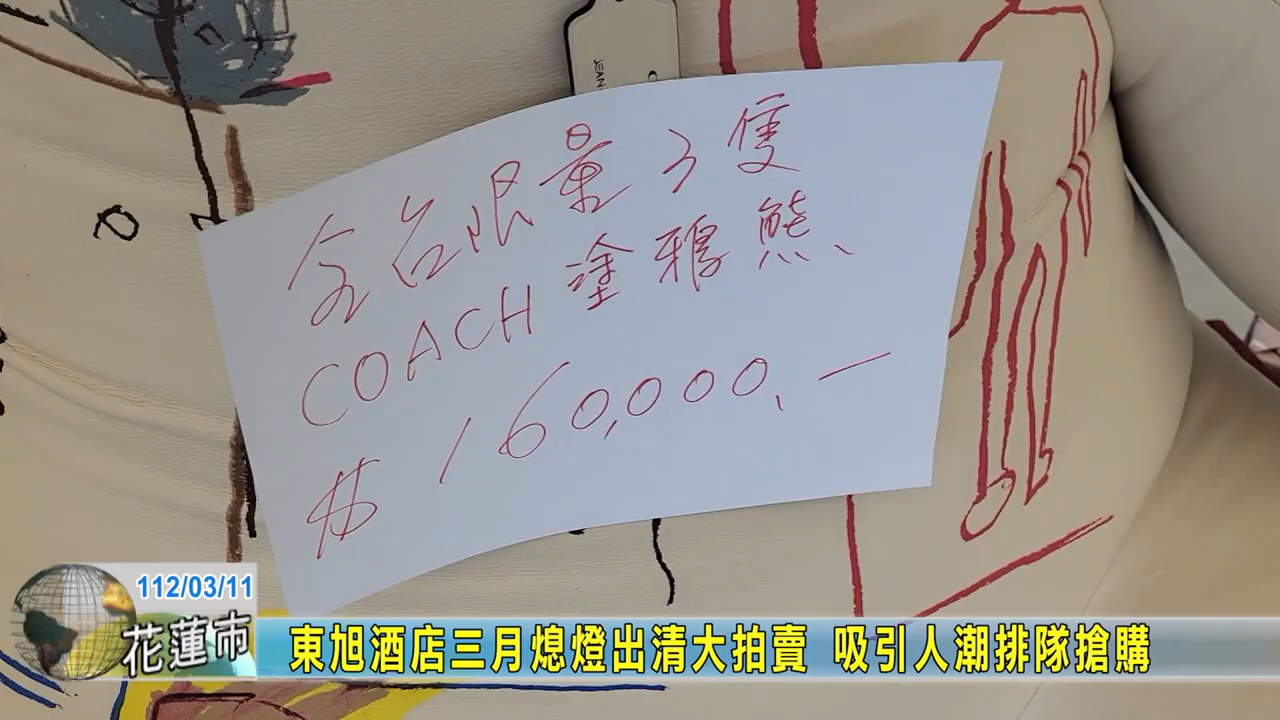 全台限量3隻
COACH塗鴉熊、
$160,000.—
112/03/11
花蓮市
東旭酒店三月熄燈出清大拍賣 吸引人潮排隊搶購